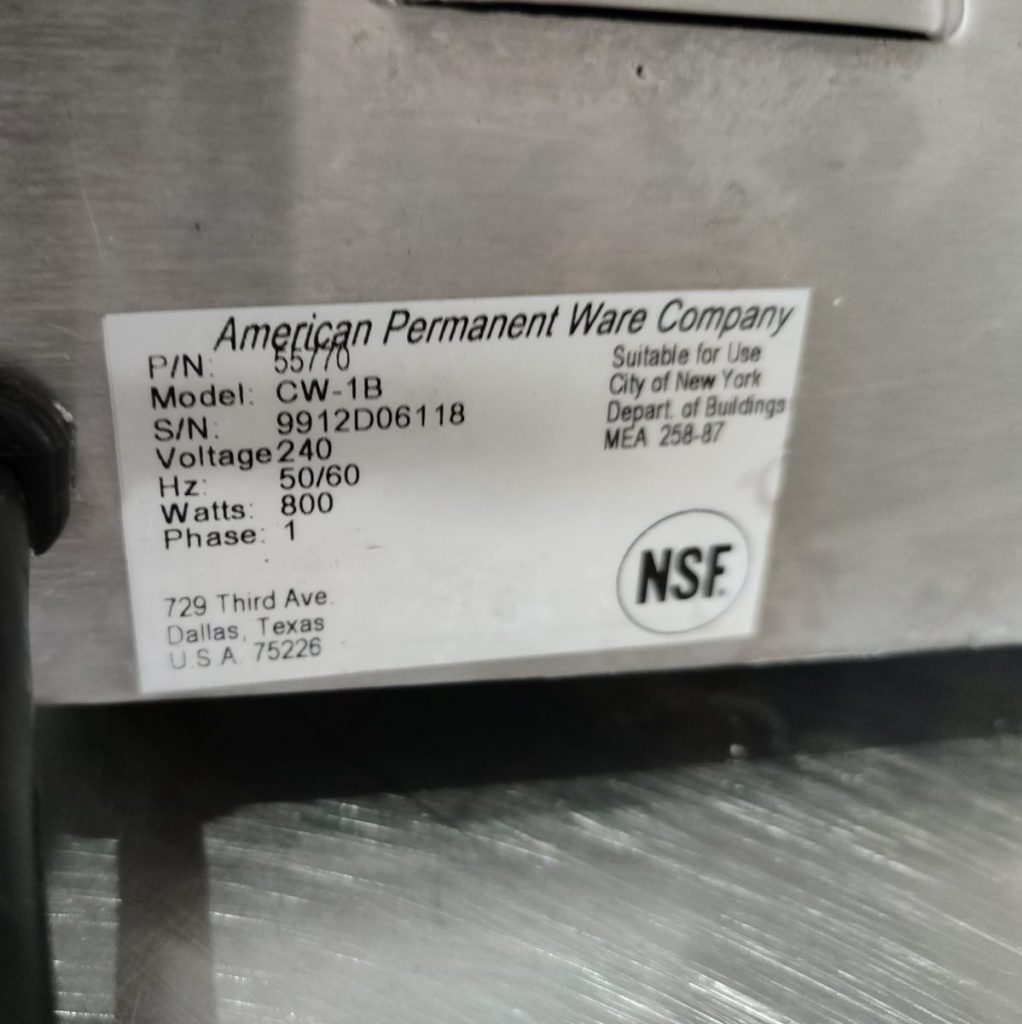 American Permanent Ware Company
P/N: 55770
Model: CW-1B
S/N: 9912D06118
Voltage 240
Hz: 50/60
Watts: 800
Phase: 1
Suitable for Use
City of New York
Depart. of Buildings
MEA 258-87
NSF.
729 Third Ave.
Dallas, Texas
U.S.A. 75226